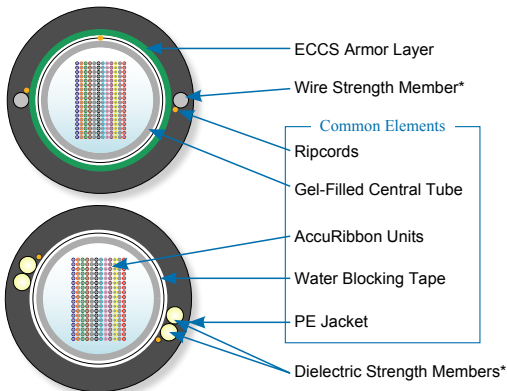 ECCS Armor Layer
Wire Strength Member*
Common Elements
Ripcords
Gel-Filled Central Tube
AccuRibbon Units
Water Blocking Tape
PE Jacket
Dielectric Strength Members*